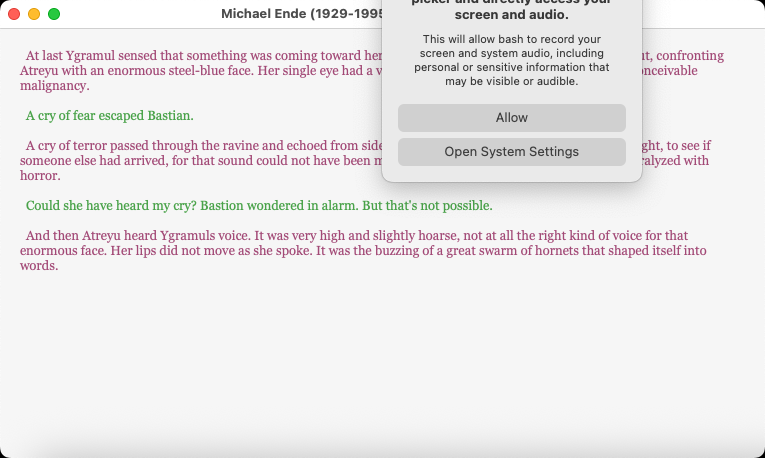 Michael Ende (1929-1995
picker and directly access your
screen and audio.
This will allow bash to record your
screen and system audio, including
personal or sensitive information that
may be visible or audible.
Allow
Open System Settings
At last Ygramul sensed that something was coming toward her
, confronting
Atreyu with an enormous steel-blue face. Her single eye had a
malignancy.
A cry of fear escaped Bastian.
A cry of terror passed through the ravine and echoed from side
to see if
someone else had arrived, for that sound could not have been
with
horror.
Could she have heard my cry? Bastion wondered in alarm. But that's not possible.
And then Atreyu heard Ygramuls voice. It was very high and slightly hoarse, not at all the right kind of voice for that
enormous face. Her lips did not move as she spoke. It was the buzzing of a great swarm of hornets that shaped itself into
words.